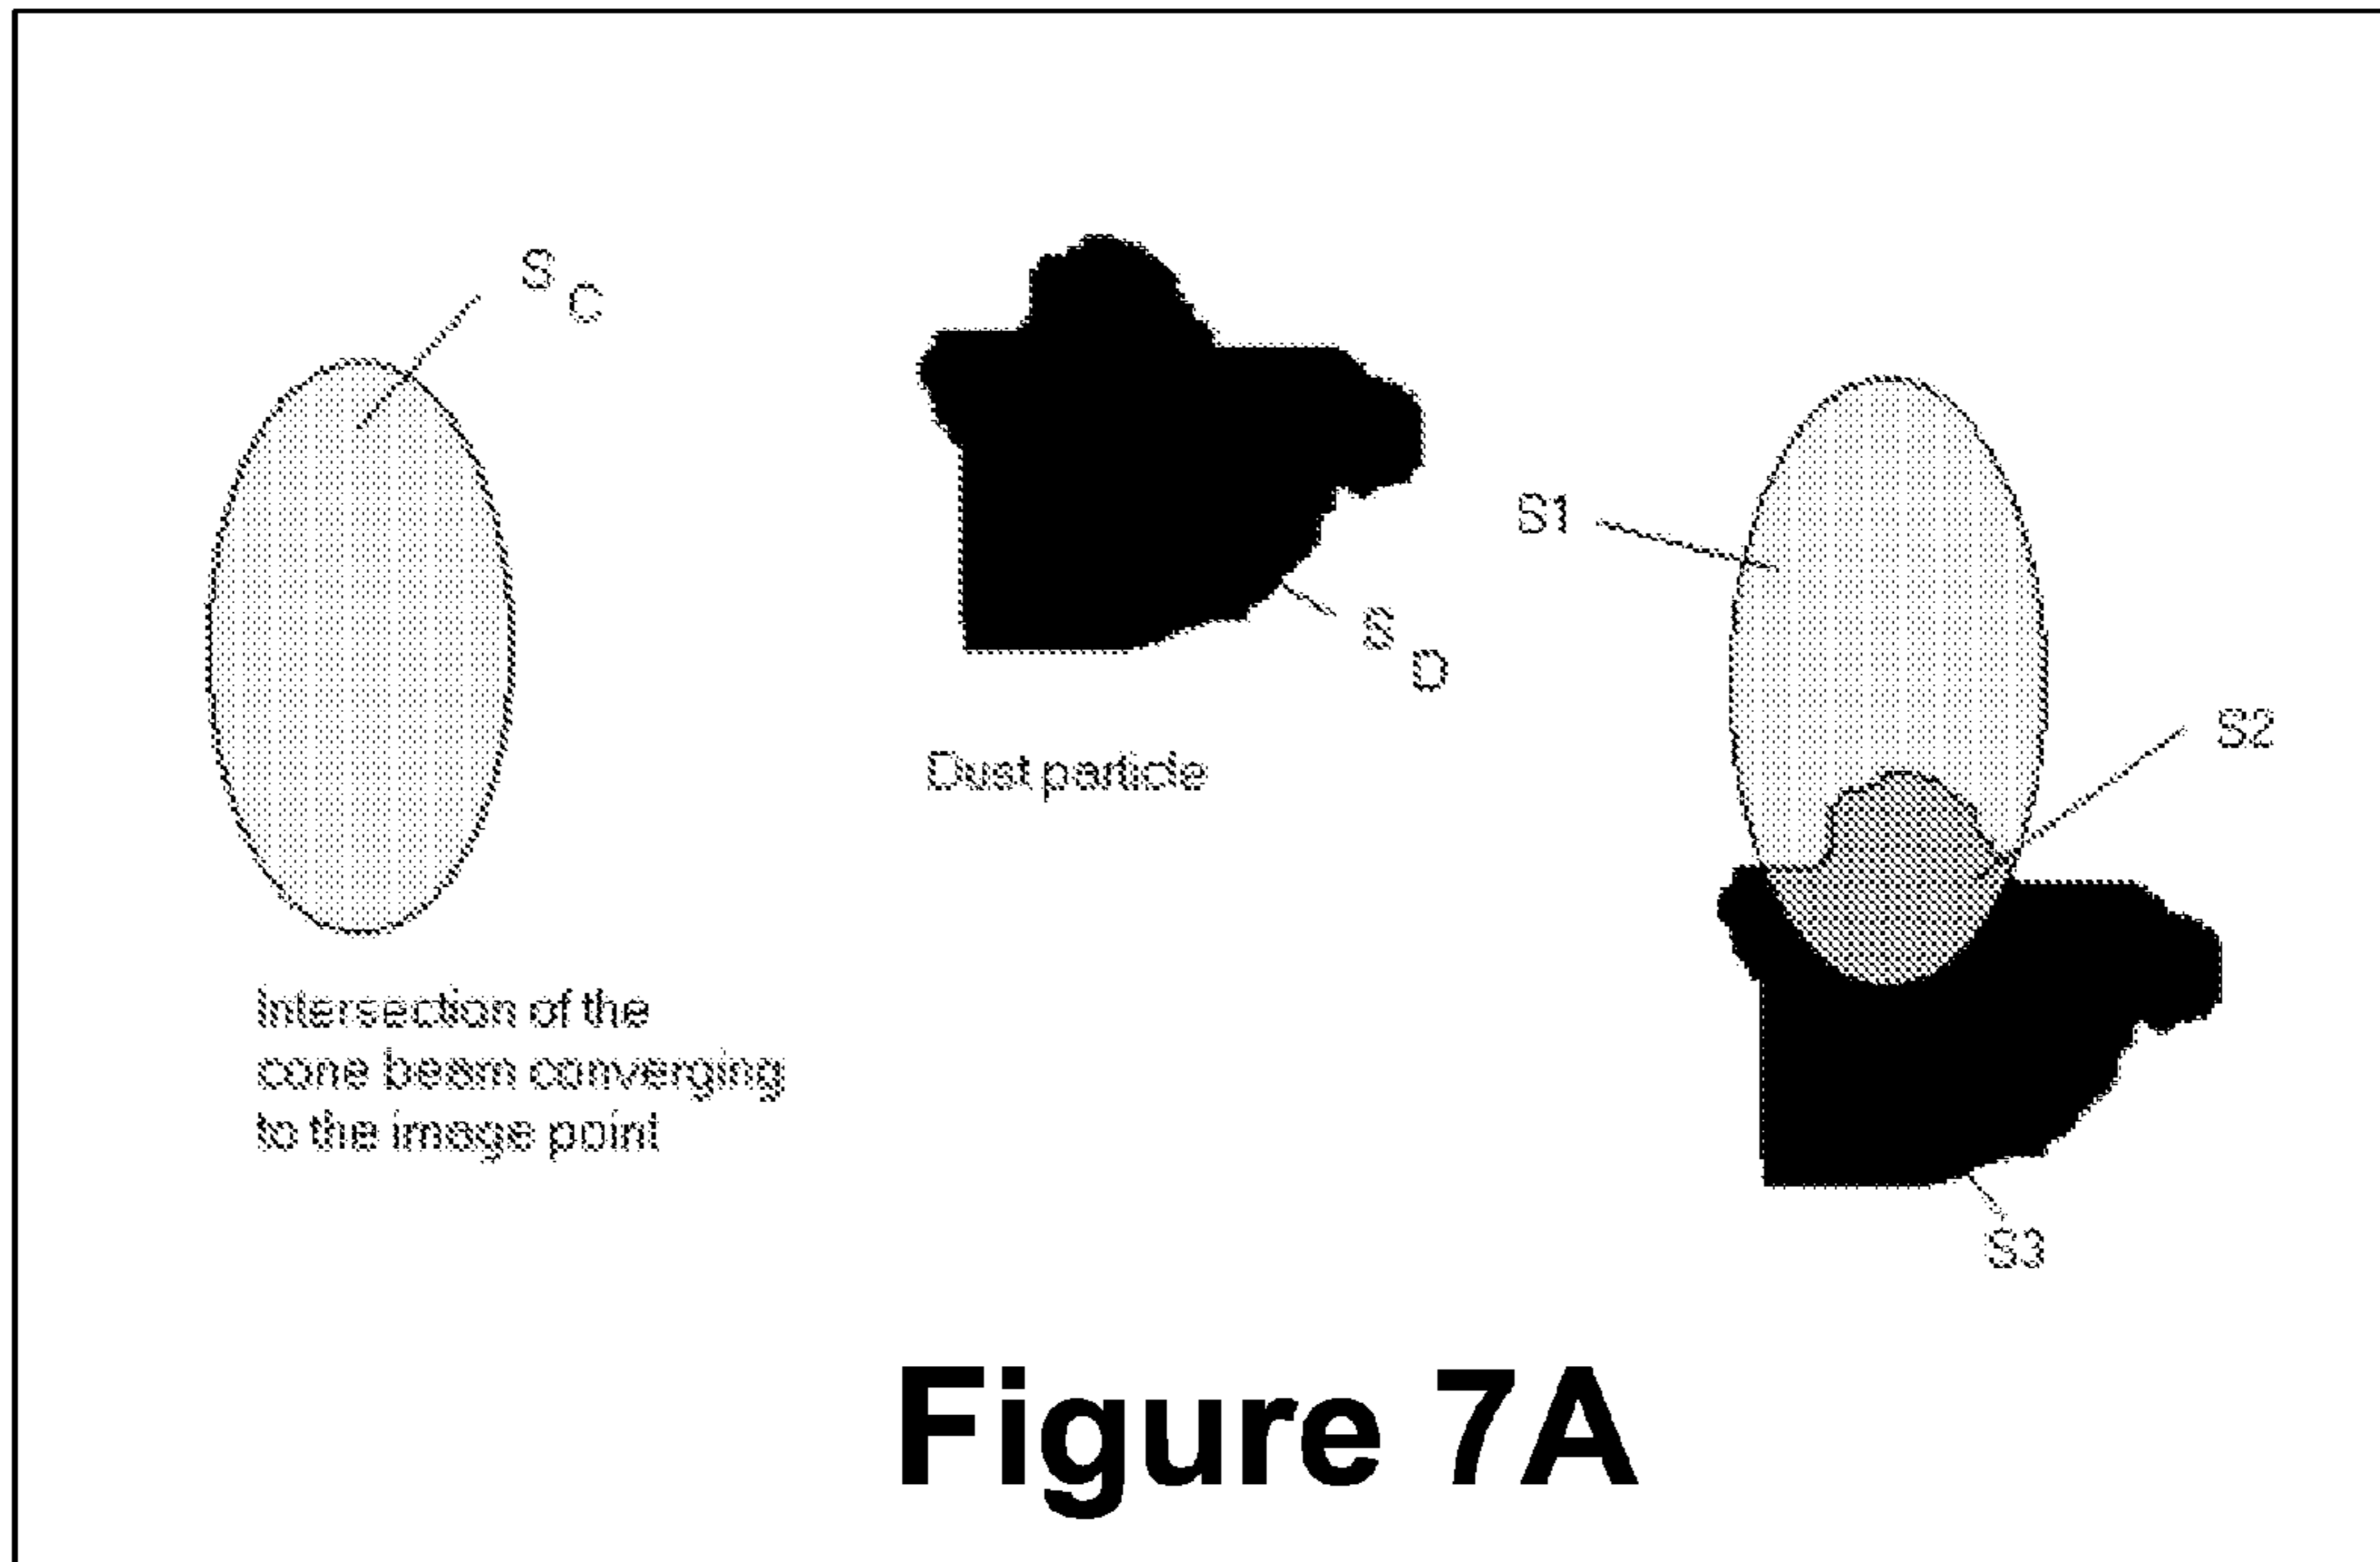 S C
S D
S1
S2
Dust particle
Intersection of the
cone beam converging
to the image point
S3
Figure 7A